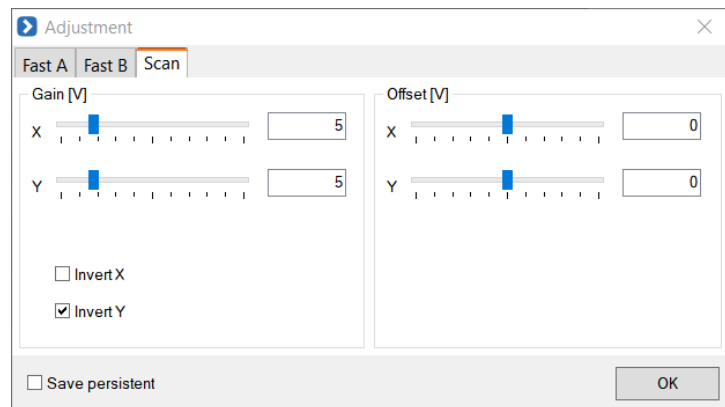 Adjustment
Fast A Fast B Scan
Gain [V]
X 5
Y 5
Invert X
Invert Y
Offset [V]
X 0
Y 0
Save persistent
OK